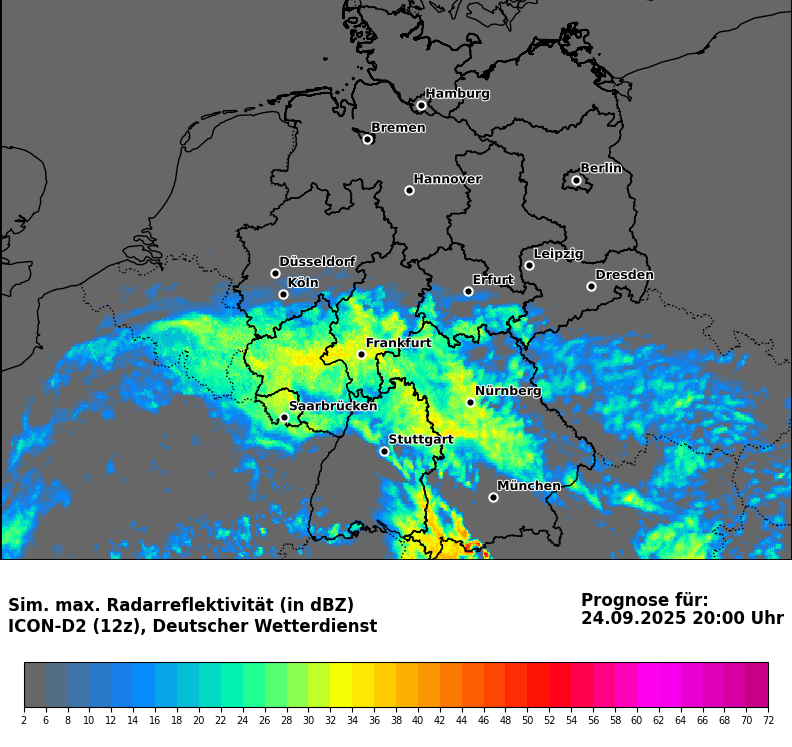 Hamburg
Bremen
Berlin
Hannover
Leipzig
Düsseldorf
Dresden
Köln
Erfurt
Frankfurt
Nürnberg
Saarbrücken
Stuttgart
München
Sim. max. Radarreflektivität (in dBZ)
ICON-D2 (12z), Deutscher Wetterdienst
Prognose für:
24.09.2025 20:00 Uhr
2 6 8 10 12 14 16 18 20 22 24 26 28 30 32 34 36 38 40 42 44 46 48 50 52 54 56 58 60 62 64 66 68 70 72